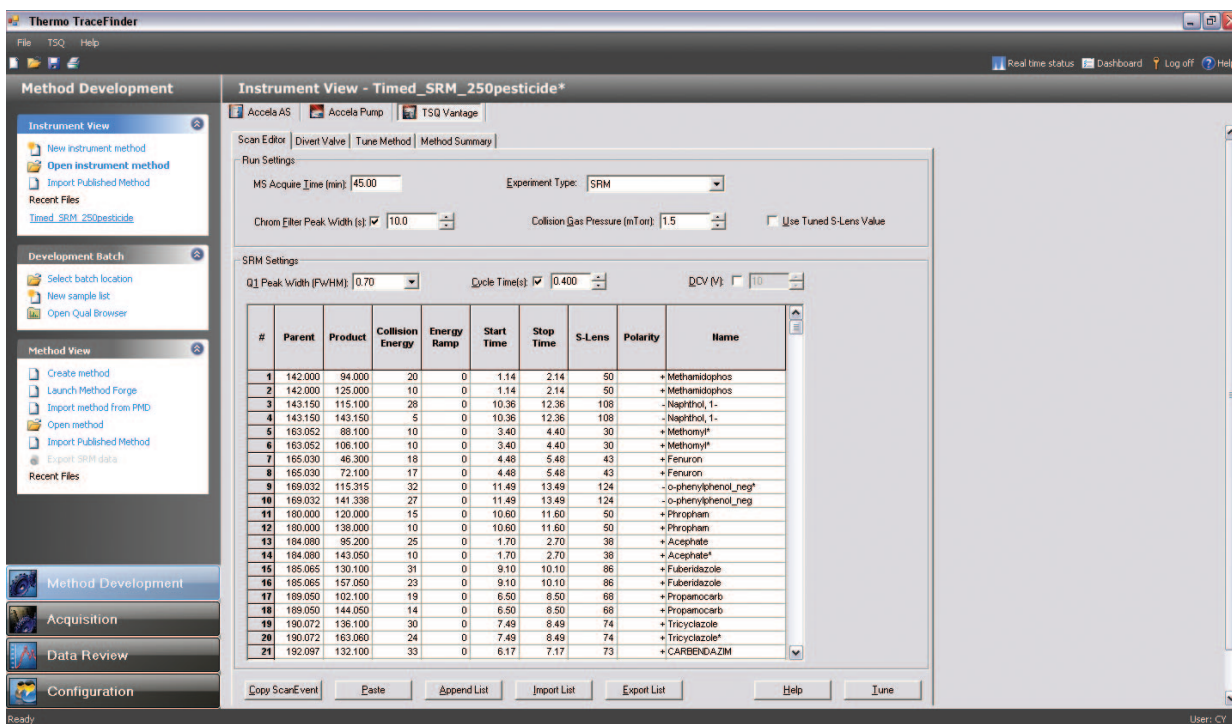 Thermo TraceFinder
File TSQ Help
Real time status Dashboard Log off Help
Method Development
Instrument View
New instrument method
Open instrument method
Import Published Method
Recent Files
Timed_SRM_250pesticide
Development Batch
Select batch location
New sample list
Open Qual Browser
Method View
Create method
Launch Method Forge
Import method from PMD
Open method
Import Published Method
Export SRM data
Recent Files
Method Development
Acquisition
Data Review
Configuration
Instrument View - Timed_SRM_250pesticide*
Accela AS Accela Pump TSQ Vantage
Scan Editor Divert Valve Tune Method Method Summary
Run Settings
MS Acquire Time (min): 45.00 Experiment Type: SRM
Chrom Filter Peak Width (s): 10.0 Collision Gas Pressure (mTorr): 1.5 Use Tuned S-Lens Value
SRM Settings
Q1 Peak Width (FWHM): 0.70 Cycle Time(s): 0.400 DCV (V): 10
# Parent Product Collision Energy Energy Ramp Start Time Stop Time S-Lens Polarity Name
1 142.000 94.000 20 0 1.14 2.14 50 + Methamidophos
2 142.000 125.000 10 0 1.14 2.14 50 + Methamidophos
3 143.150 115.100 28 0 10.36 12.36 108 - Naphthol, 1-
4 143.150 143.150 5 0 10.36 12.36 108 - Naphthol, 1-
5 163.052 88.100 10 0 3.40 4.40 30 + Methomyl*
6 163.052 106.100 10 0 3.40 4.40 30 + Methomyl*
7 165.030 46.300 18 0 4.48 5.48 43 + Fenuron
8 165.030 72.100 17 0 4.48 5.48 43 + Fenuron
9 169.032 115.315 32 0 11.49 13.49 124 - o-phenylphenol_neg*
10 169.032 141.338 27 0 11.49 13.49 124 - o-phenylphenol_neg
11 180.000 120.000 15 0 10.60 11.60 50 + Phropham
12 180.000 138.000 10 0 10.60 11.60 50 + Phropham
13 184.080 95.200 25 0 1.70 2.70 38 + Acephate
14 184.080 143.050 10 0 1.70 2.70 38 + Acephate*
15 185.065 130.100 31 0 9.10 10.10 86 + Fuberidazole
16 185.065 157.050 23 0 9.10 10.10 86 + Fuberidazole
17 189.050 102.100 19 0 6.50 8.50 68 + Propamocarb
18 189.050 144.050 14 0 6.50 8.50 68 + Propamocarb
19 190.072 136.100 30 0 7.49 8.49 74 + Tricyclazole
20 190.072 163.060 24 0 7.49 8.49 74 + Tricyclazole*
21 192.097 132.100 33 0 6.17 7.17 73 + CARBENDAZIM
Copy ScanEvent Paste Append List Import List Export List Help Tune
Ready User: CY